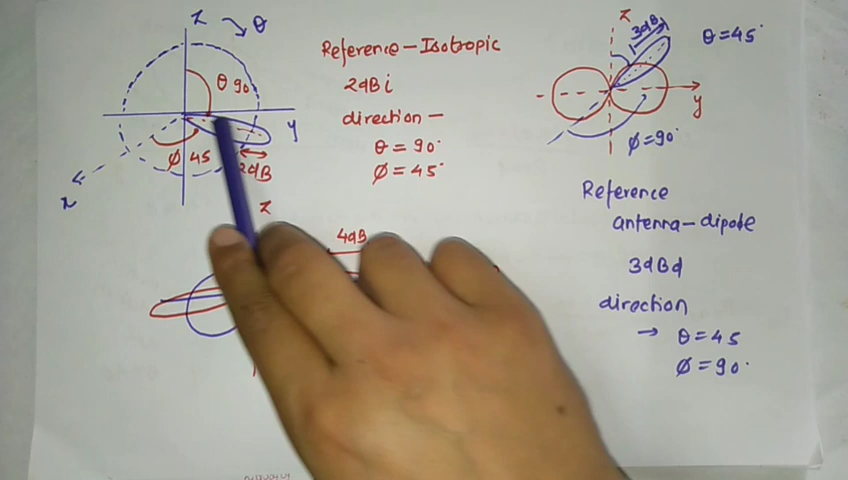 z
θ
θ 90
y
φ 45
2dB
x
Reference - Isotropic
2dBi
direction -
θ = 90°
φ = 45°
z
3dB
θ = 45°
y
φ = 90°
Reference
antenna - dipole
3dBd
direction
→ θ = 45
φ = 90°
z
4dB